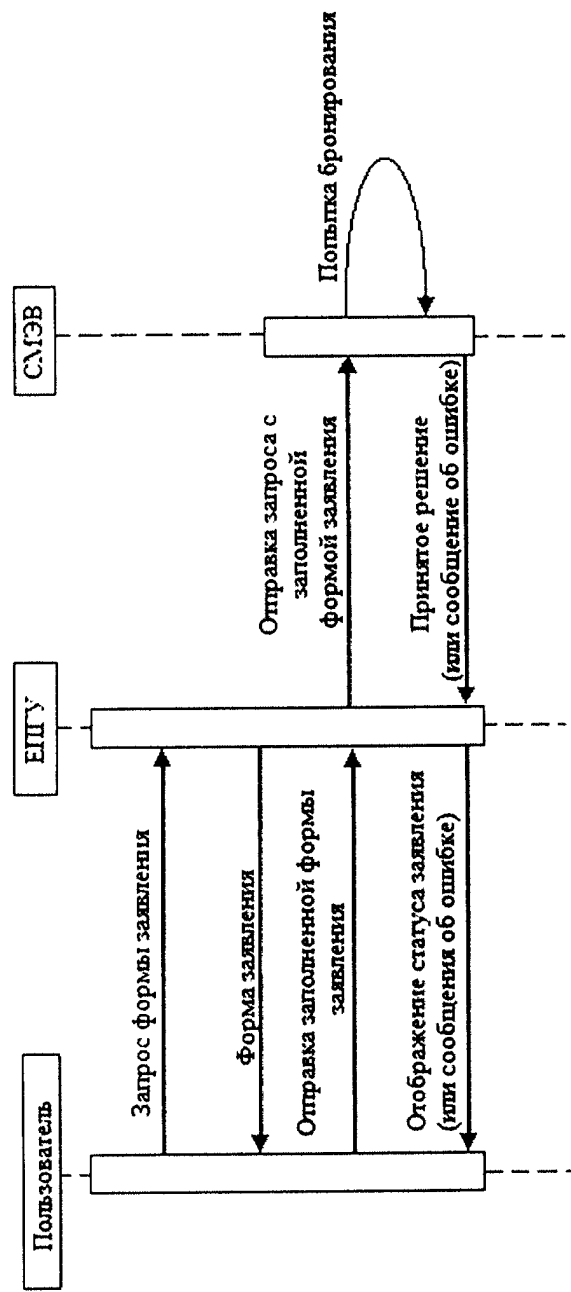 Пользователь
ЕПГУ
СМЭВ
Запрос формы заявления
Форма заявления
Отправка заполненной формы
заявления
Отправка запроса с
заполненной
формой заявления
Попытка бронирования
Принятое решение
(или сообщение об ошибке)
Отображение статуса заявления
(или сообщения об ошибке)